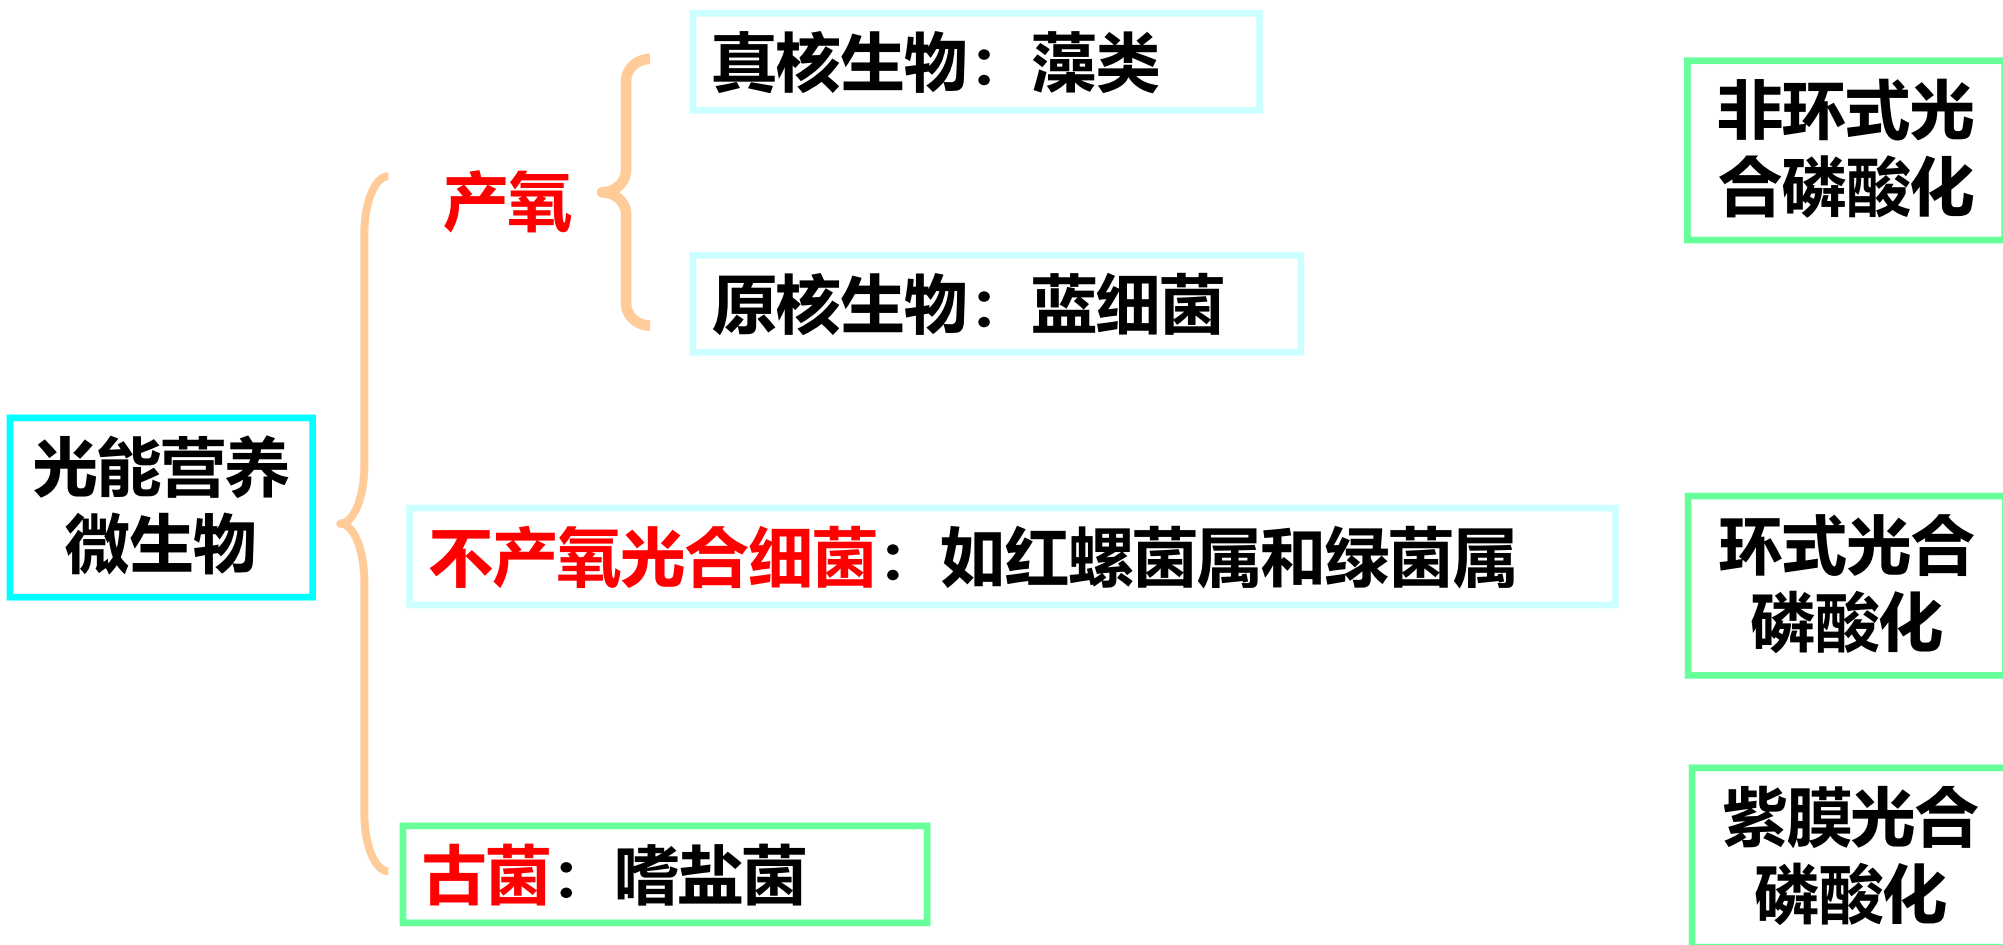 真核生物：藻类
非环式光
合磷酸化
产氧
原核生物：蓝细菌
光能营养
微生物
不产氧光合细菌：如红螺菌属和绿菌属
环式光合
磷酸化
古菌：嗜盐菌
紫膜光合
磷酸化